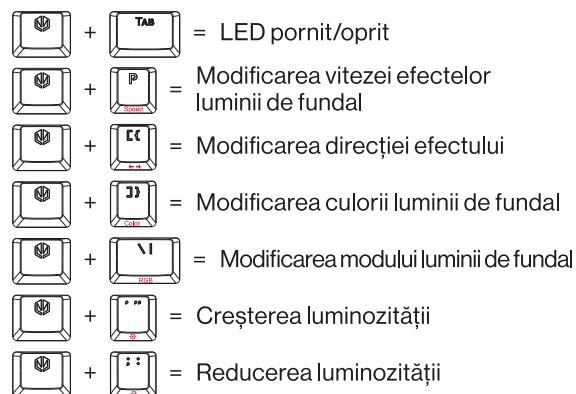 + TAB = LED pornit/oprit
+ P Speed = Modificarea vitezei efectelor
luminii de fundal
+ [ { ←→ = Modificarea direcției efectului
+ ] } Color = Modificarea culorii luminii de fundal
+ \ | RGB = Modificarea modului luminii de fundal
+ ' " = Creșterea luminozității
+ ; : = Reducerea luminozității